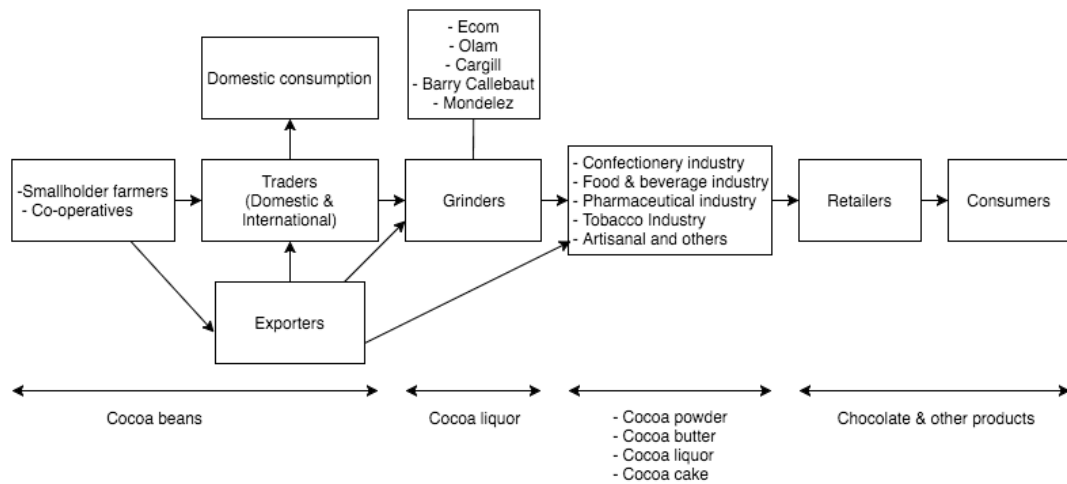 - Ecom
- Olam
- Cargill
- Barry Callebaut
- Mondelez
Domestic consumption
-Smallholder farmers
- Co-operatives
Traders
(Domestic &
International)
Grinders
- Confectionery industry
- Food & beverage industry
- Pharmaceutical industry
- Tobacco Industry
- Artisanal and others
Retailers
Consumers
Exporters
Cocoa beans
Cocoa liquor
- Cocoa powder
- Cocoa butter
- Cocoa liquor
- Cocoa cake
Chocolate & other products